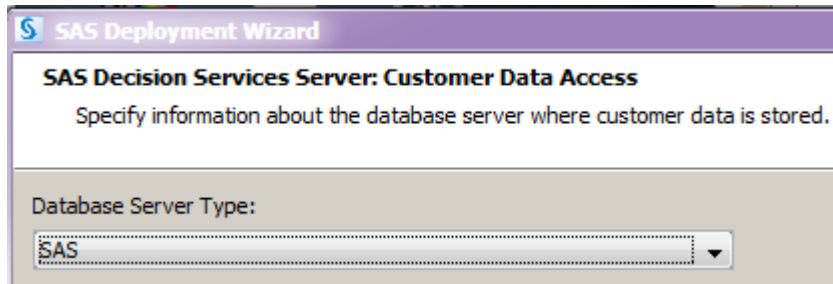 SAS Deployment Wizard
SAS Decision Services Server: Customer Data Access
Specify information about the database server where customer data is stored.
Database Server Type:
SAS